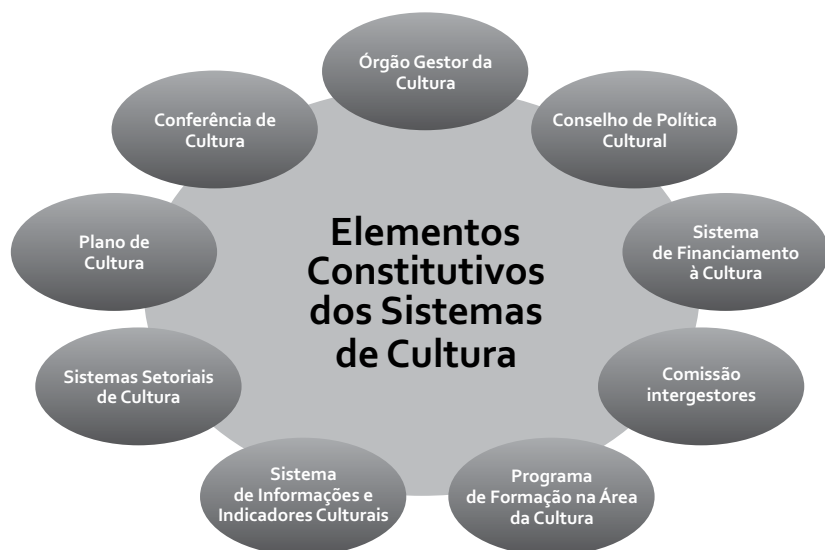 Órgão Gestor da
Cultura
Conferência de
Cultura
Conselho de Política
Cultural
Plano de
Cultura
Sistema
de Financiamento
à Cultura
Elementos
Constitutivos
dos Sistemas
de Cultura
Sistemas Setoriais
de Cultura
Comissão
intergestores
Sistema
de Informações e
Indicadores Culturais
Programa
de Formação na Área
da Cultura